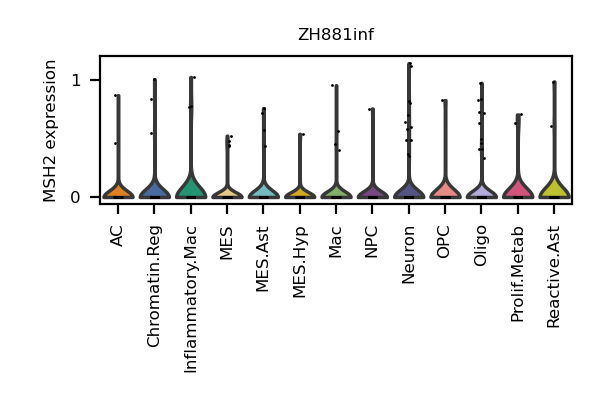 ZH881inf
MSH2 expression
1
0
AC
Chromatin.Reg
Inflammatory.Mac
MES
MES.Ast
MES.Hyp
Mac
NPC
Neuron
OPC
Oligo
Prolif.Metab
Reactive.Ast